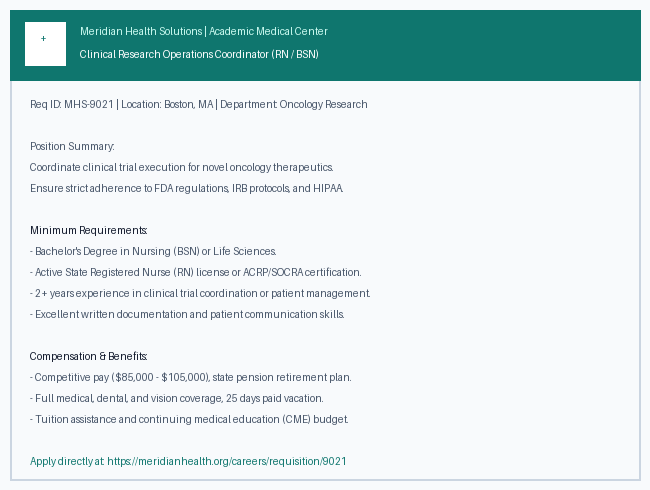 +
Meridian Health Solutions | Academic Medical Center
Clinical Research Operations Coordinator (RN / BSN)
Req ID: MHS-9021 | Location: Boston, MA | Department: Oncology Research
Position Summary:
Coordinate clinical trial execution for novel oncology therapeutics.
Ensure strict adherence to FDA regulations, IRB protocols, and HIPAA.
Minimum Requirements:
- Bachelor's Degree in Nursing (BSN) or Life Sciences.
- Active State Registered Nurse (RN) license or ACRP/SOCRA certification.
- 2+ years experience in clinical trial coordination or patient management.
- Excellent written documentation and patient communication skills.
Compensation & Benefits:
- Competitive pay ($85,000 - $105,000), state pension retirement plan.
- Full medical, dental, and vision coverage, 25 days paid vacation.
- Tuition assistance and continuing medical education (CME) budget.
Apply directly at: https://meridianhealth.org/careers/requisition/9021